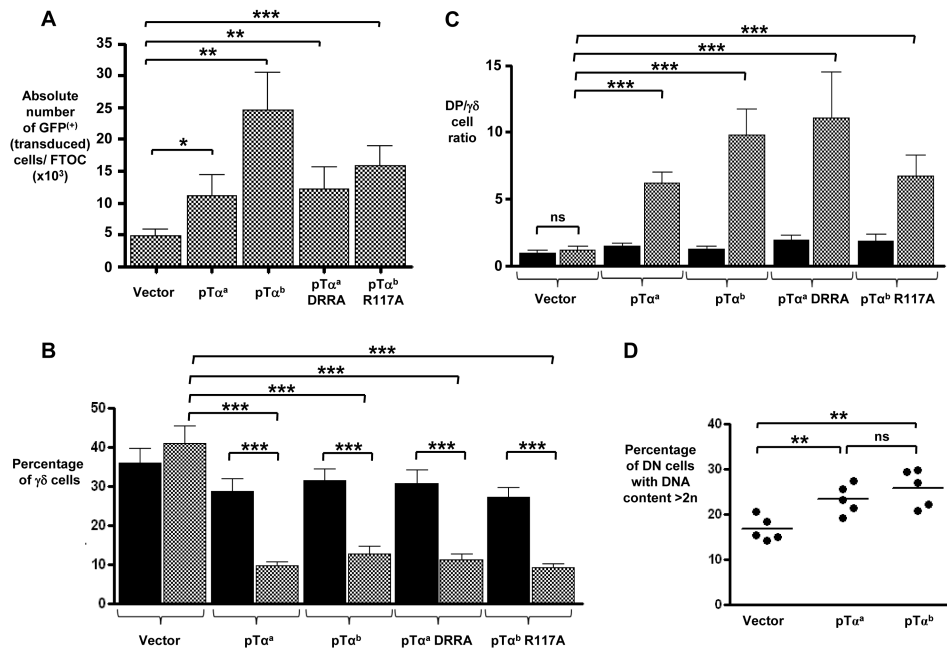 A
***
**
**
*
Absolute
number
of GFP(+)
(transduced)
cells/ FTOC
(x10³)
35
30
25
20
15
10
5
0
Vector
pTαᵃ
pTαᵇ
pTαᵃ
DRRA
pTαᵇ
R117A
C
***
***
***
***
ns
DP/γδ
cell
ratio
15
10
5
0
Vector
pTαᵃ
pTαᵇ
pTαᵃ DRRA
pTαᵇ R117A
B
***
***
***
***
***
***
***
***
Percentage
of γδ cells
50
40
30
20
10
0
Vector
pTαᵃ
pTαᵇ
pTαᵃ DRRA
pTαᵇ R117A
D
**
**
ns
Percentage
of DN cells
with DNA
content >2n
40
30
20
10
0
Vector
pTαᵃ
pTαᵇ